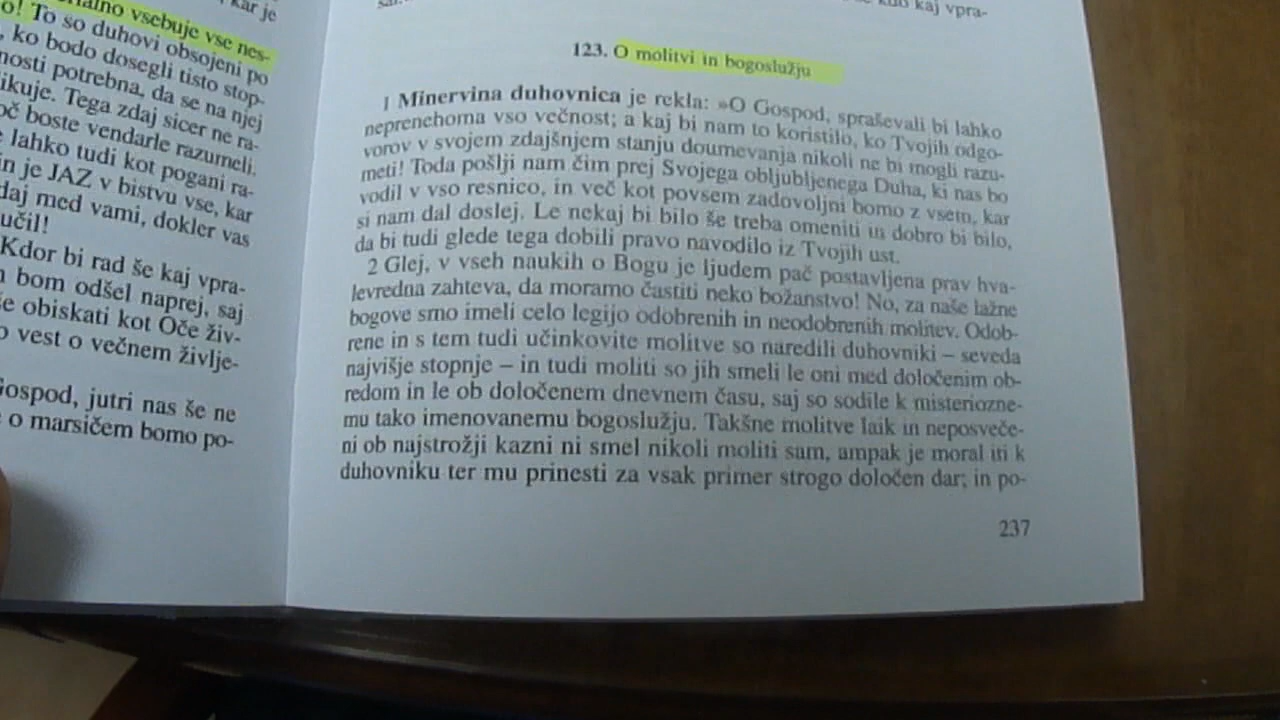 vsebuje vse nes-
o! To so duhovi obsojeni po
, ko bodo dosegli tisto stop-
nosti potrebna, da se na njej
ikuje. Tega zdaj sicer ne ra-
oč boste vendarle razumeli.
lahko tudi kot pogani ra-
in je JAZ v bistvu vse, kar
daj med vami, dokler vas
učil!
Kdor bi rad še kaj vpra-
bom odšel naprej, saj
še obiskati kot Oče živ-
o vest o večnem življe-
Gospod, jutri nas še ne
o marsičem bomo po-
kaj vpra-
123. O molitvi in bogoslužju
1 Minervina duhovnica je rekla: »O Gospod, spraševali bi lahko
neprenehoma vso večnost; a kaj bi nam to koristilo, ko Tvojih odgo-
vorov v svojem zdajšnjem stanju doumevanja nikoli ne bi mogli razu-
meti! Toda pošlji nam čim prej Svojega obljubljenega Duha, ki nas bo
vodil v vso resnico, in več kot povsem zadovoljni bomo z vsem, kar
si nam dal doslej. Le nekaj bi bilo še treba omeniti in dobro bi bilo,
da bi tudi glede tega dobili pravo navodilo iz Tvojih ust.
2 Glej, v vseh naukih o Bogu je ljudem pač postavljena prav hva-
levredna zahteva, da moramo častiti neko božanstvo! No, za naše lažne
bogove smo imeli celo legijo odobrenih in neodobrenih molitev. Odob-
rene in s tem tudi učinkovite molitve so naredili duhovniki – seveda
najvišje stopnje – in tudi moliti so jih smeli le oni med določenim ob-
redom in le ob določenem dnevnem času, saj so sodile k misteriozne-
mu tako imenovanemu bogoslužju. Takšne molitve laik in neposveče-
ni ob najstrožji kazni ni smel nikoli moliti sam, ampak je moral iti k
duhovniku ter mu prinesti za vsak primer strogo določen dar; in po-
237